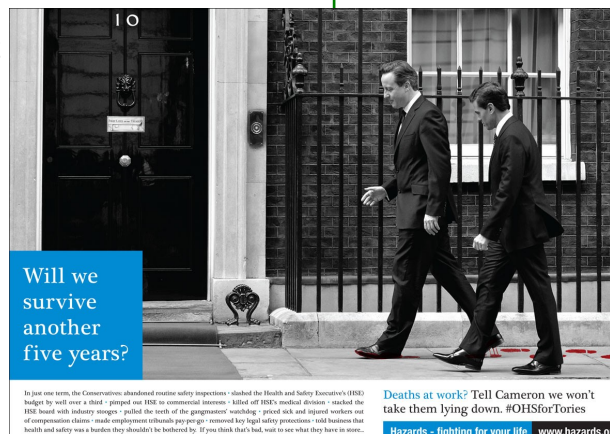 10
Will we
survive
another
five years?
In just one term, the Conservatives: abandoned routine safety inspections • slashed the Health and Safety Executive's (HSE)
budget by well over a third • pimped out HSE to commercial interests • killed off HSE's medical division • stacked the
HSE board with industry stooges • pulled the teeth of the gangmasters' watchdog • priced sick and injured workers out
of compensation claims • made employment tribunals pay-per-go • removed key legal safety protections • told business that
health and safety was a burden they shouldn't be bothered by. If you think that's bad, wait to see what they have in store...
Deaths at work? Tell Cameron we won't
take them lying down. #OHSforTories
Hazards - fighting for your life www.hazards.o